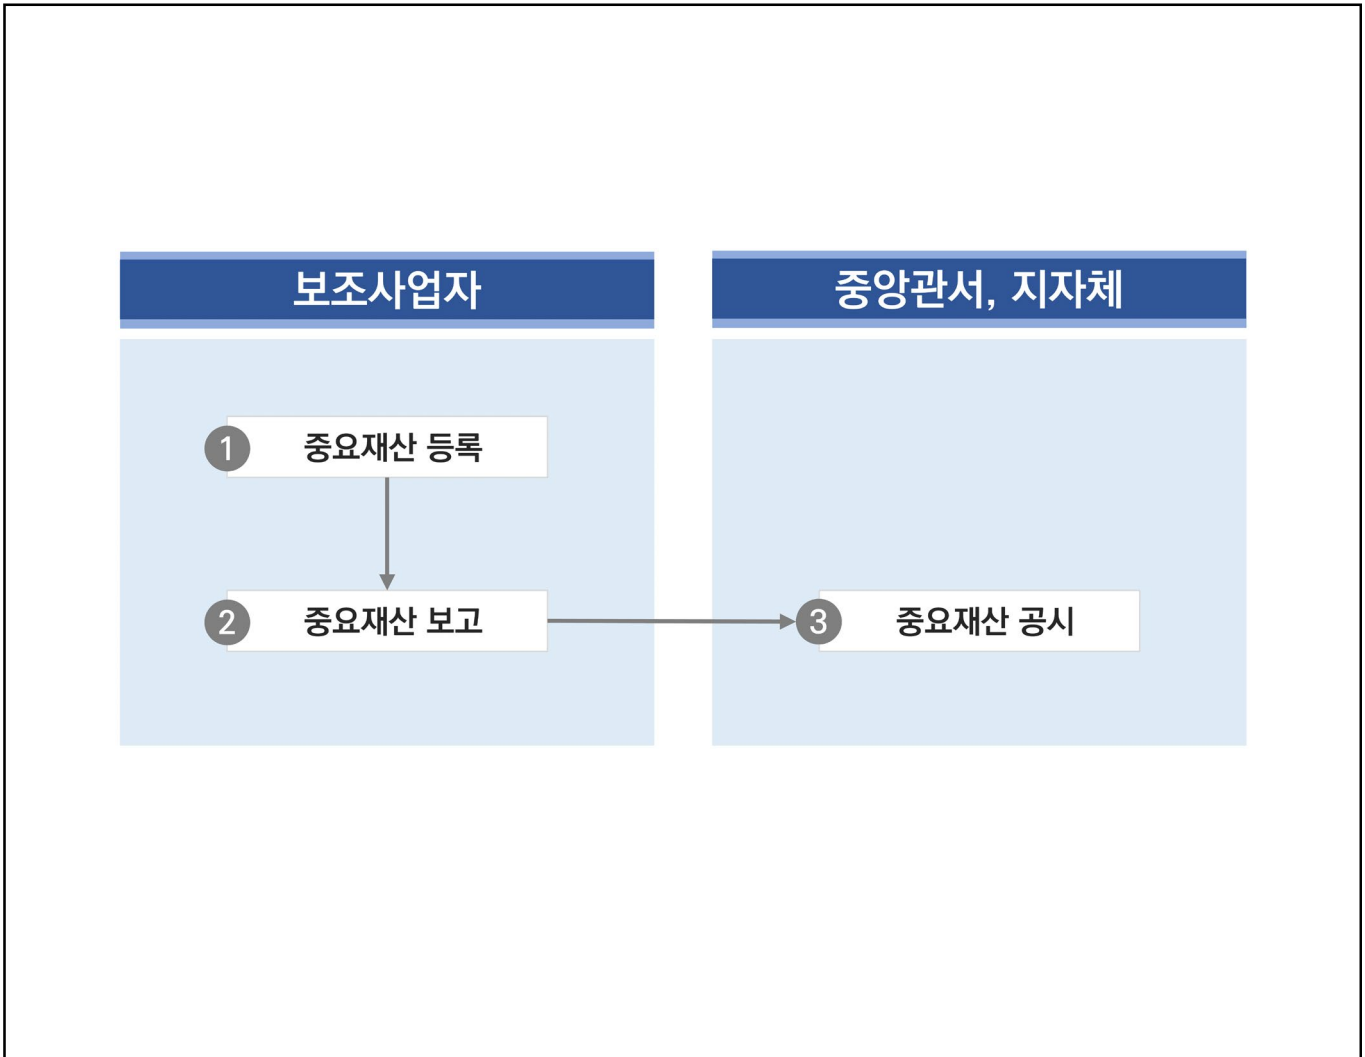 보조사업자
중앙관서, 지자체
1 중요재산 등록
2 중요재산 보고
3 중요재산 공시